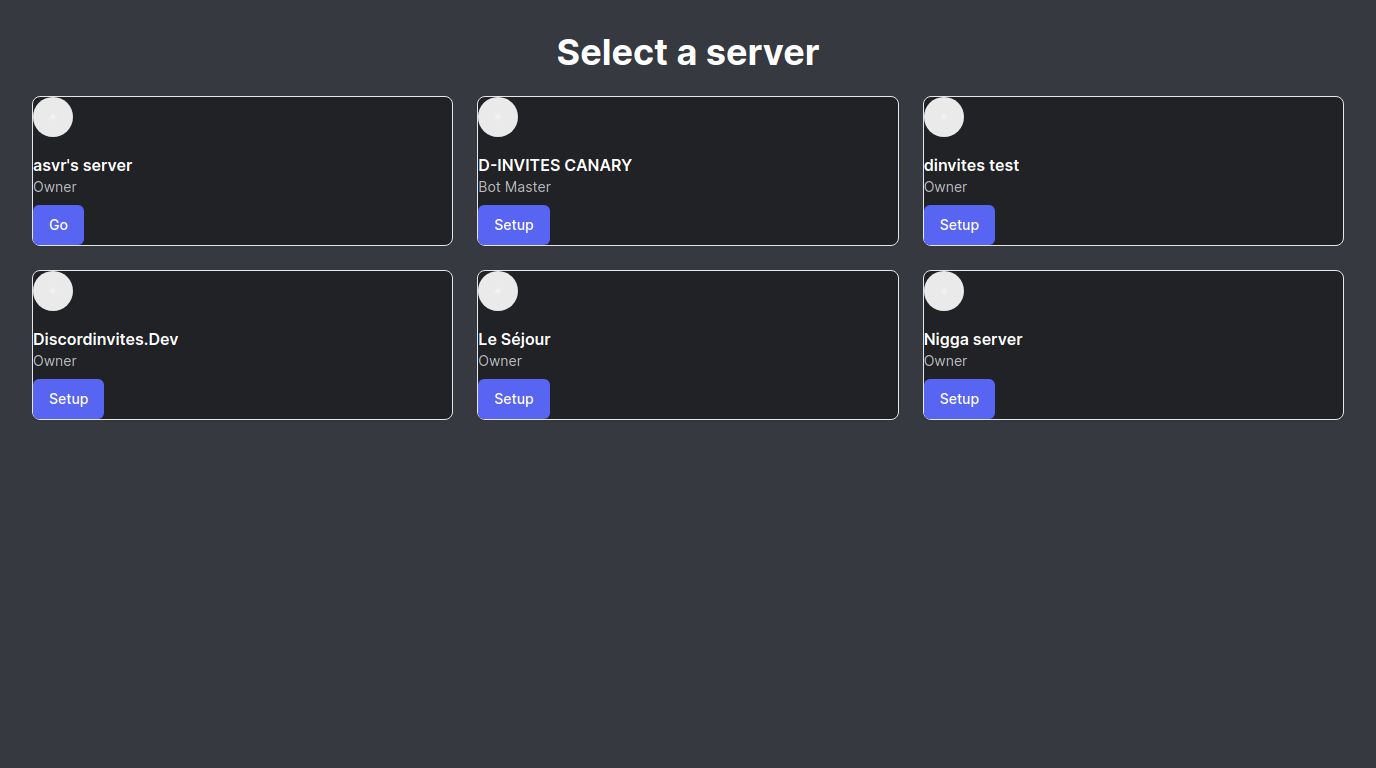 Select a server
asvr's server
Owner
Go
D-INVITES CANARY
Bot Master
Setup
dinvites test
Owner
Setup
Discordinvites.Dev
Owner
Setup
Le Séjour
Owner
Setup
Nigga server
Owner
Setup